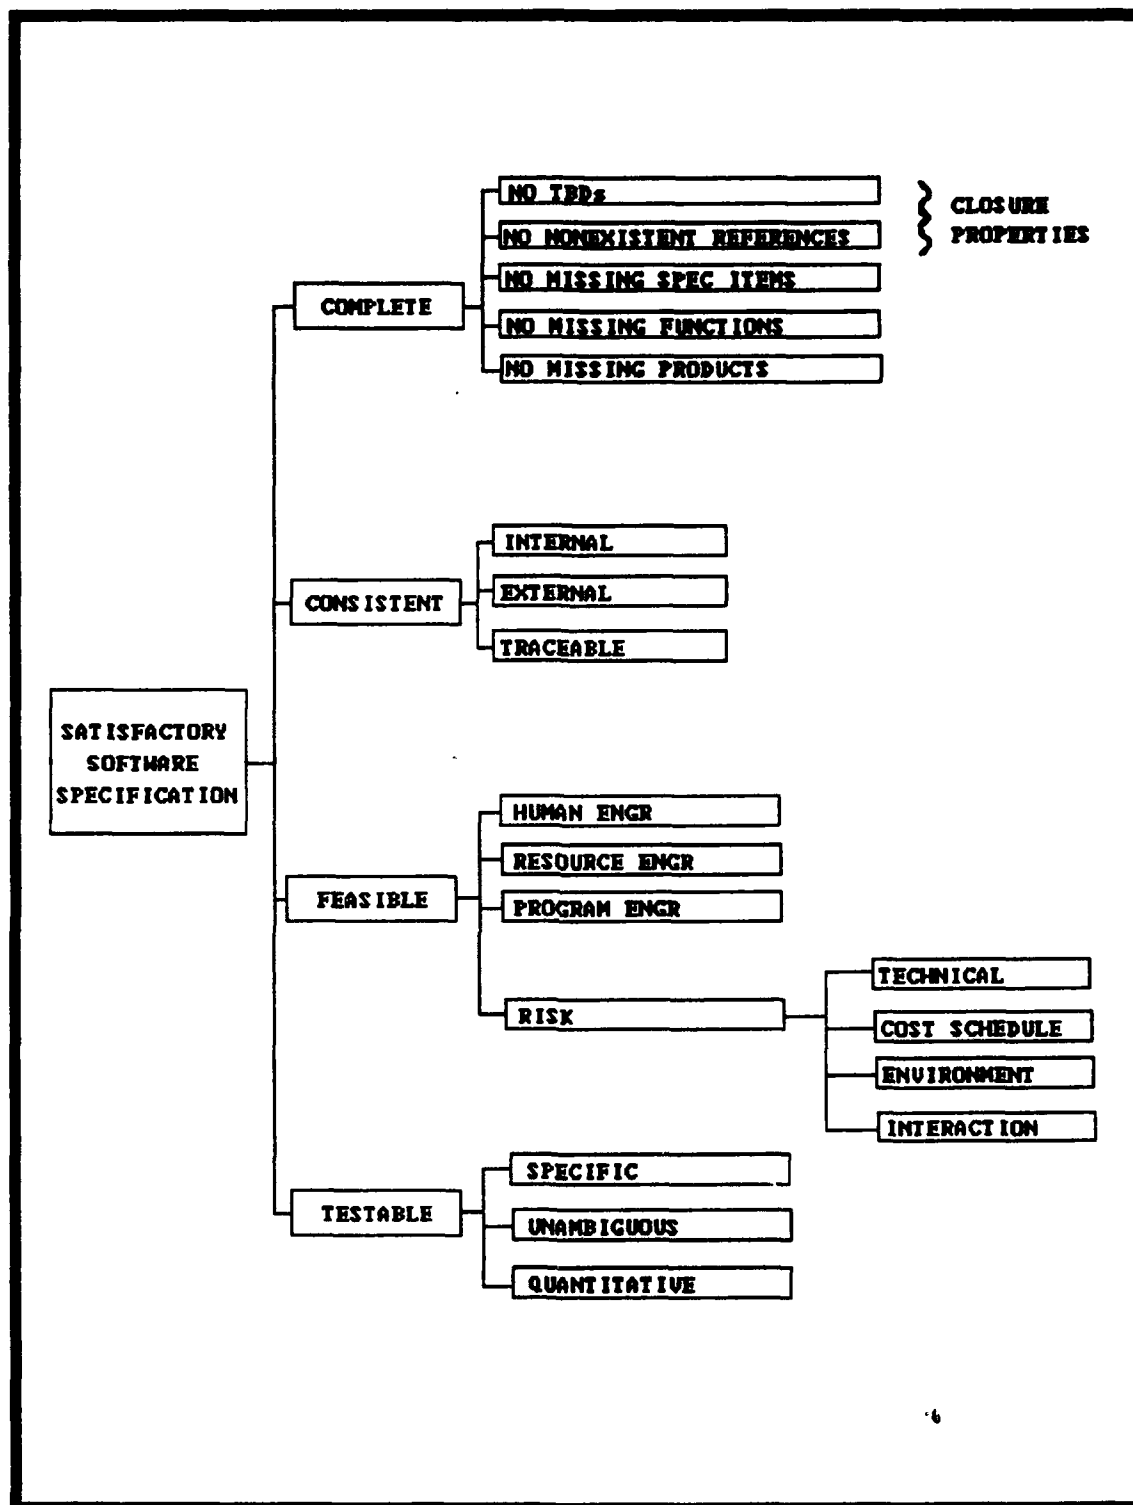 NO TBDs
CLOSURE
PROPERTIES
NO NONEXISTENT REFERENCES
NO MISSING SPEC ITEMS
COMPLETE
NO MISSING FUNCTIONS
NO MISSING PRODUCTS
INTERNAL
EXTERNAL
CONSISTENT
TRACEABLE
SATISFACTORY
SOFTWARE
SPECIFICATION
HUMAN ENGR
RESOURCE ENGR
FEASIBLE
PROGRAM ENGR
RISK
TECHNICAL
COST SCHEDULE
ENVIRONMENT
INTERACTION
SPECIFIC
TESTABLE
UNAMBIGUOUS
QUANTITATIVE
6